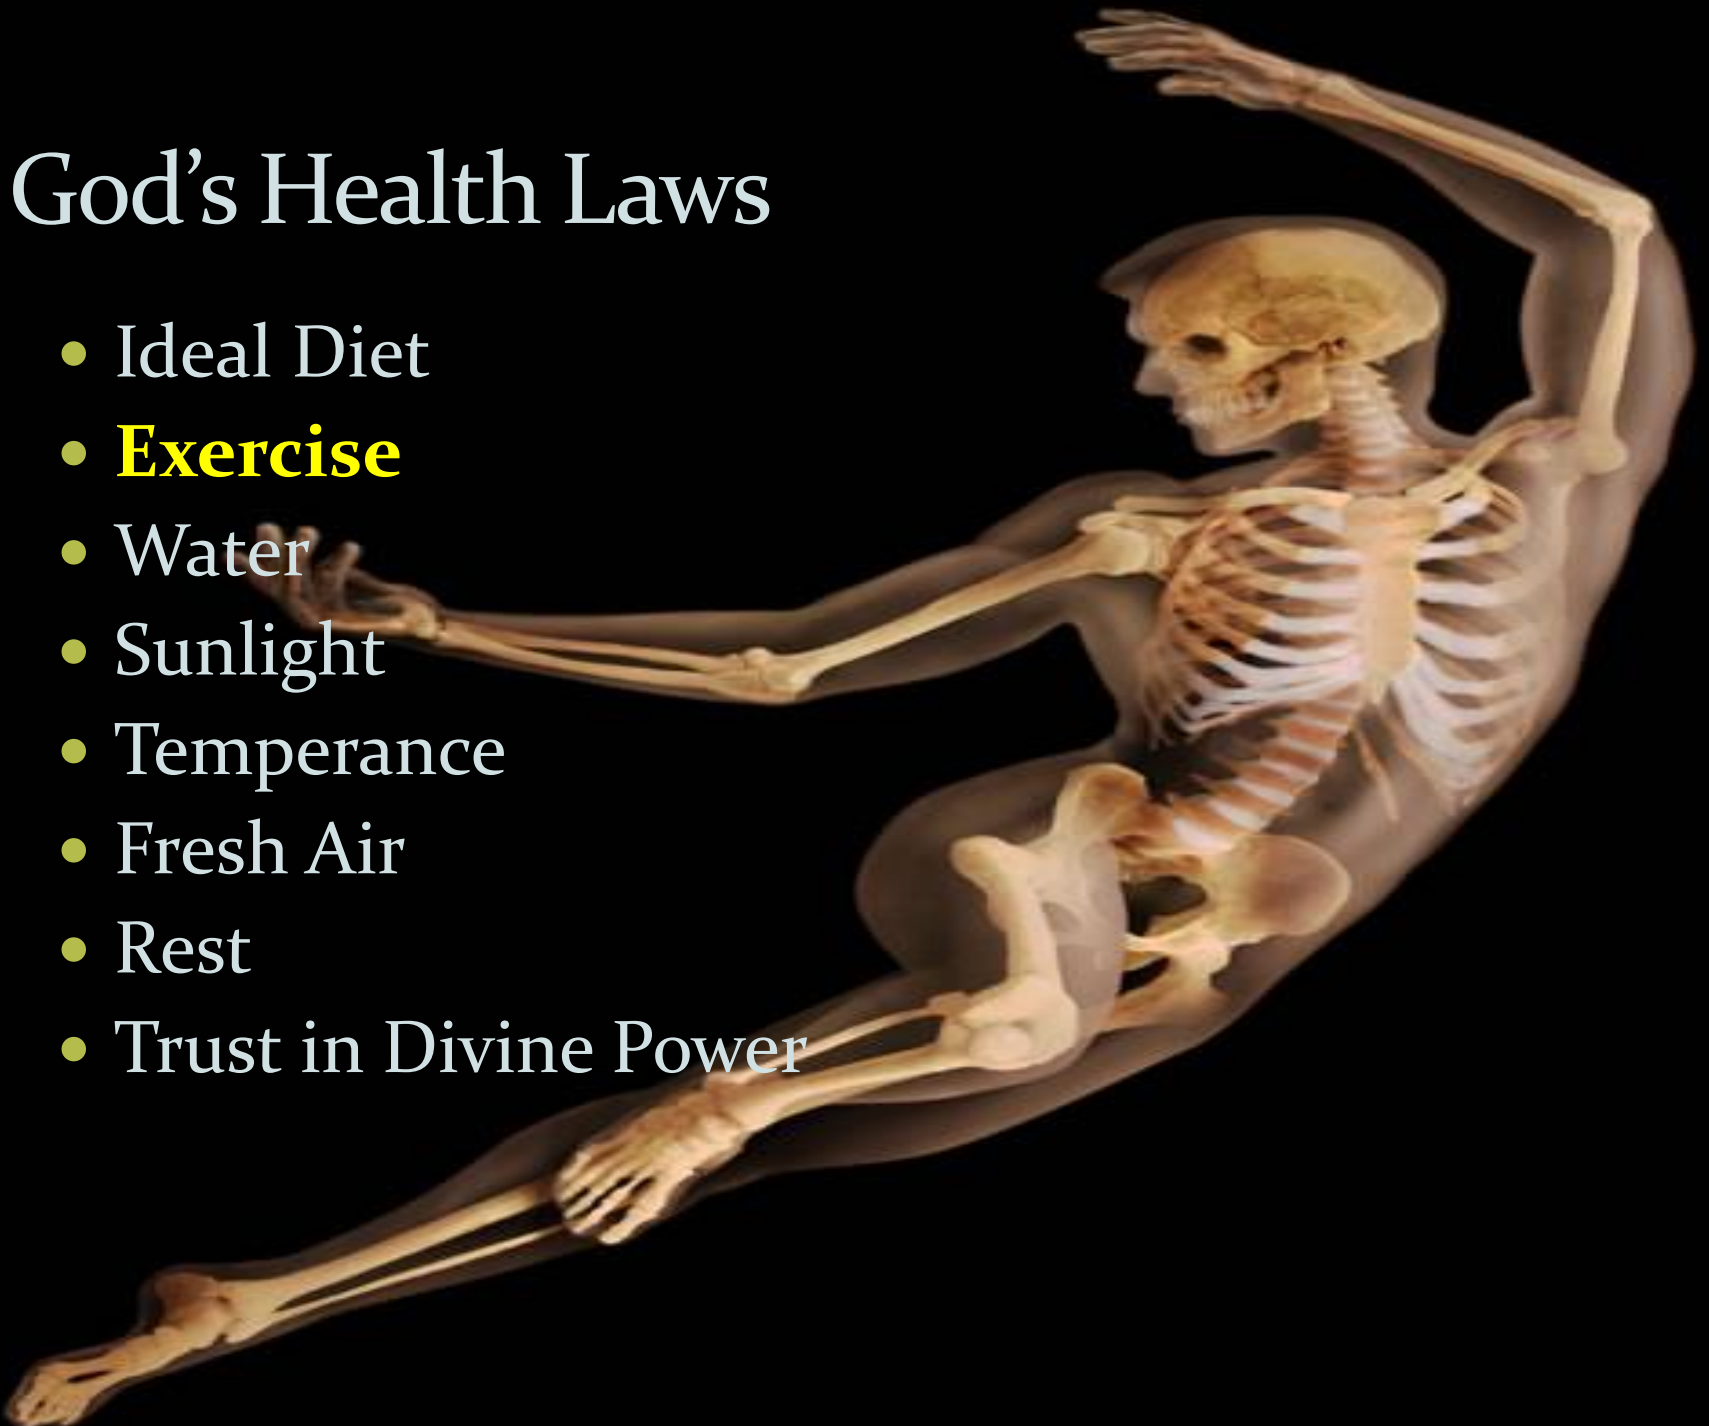 God’s Health Laws
• Ideal Diet
• Exercise
• Water
• Sunlight
• Temperance
• Fresh Air
• Rest
• Trust in Divine Power